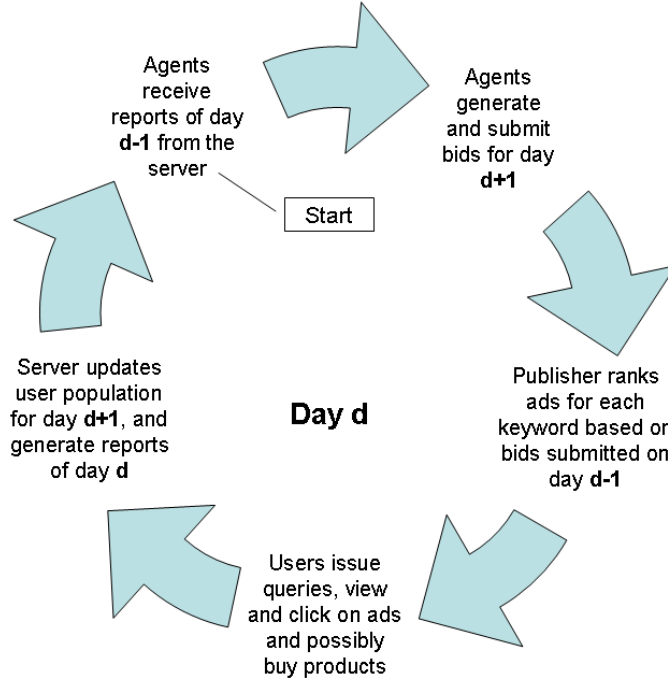 Agents
receive
reports of day
d-1 from the
server
Start
Agents
generate
and submit
bids for day
d+1
Publisher ranks
ads for each
keyword based on
bids submitted on
day d-1
Users issue
queries, view
and click on ads
and possibly
buy products
Server updates
user population
for day d+1, and
generate reports
of day d
Day d